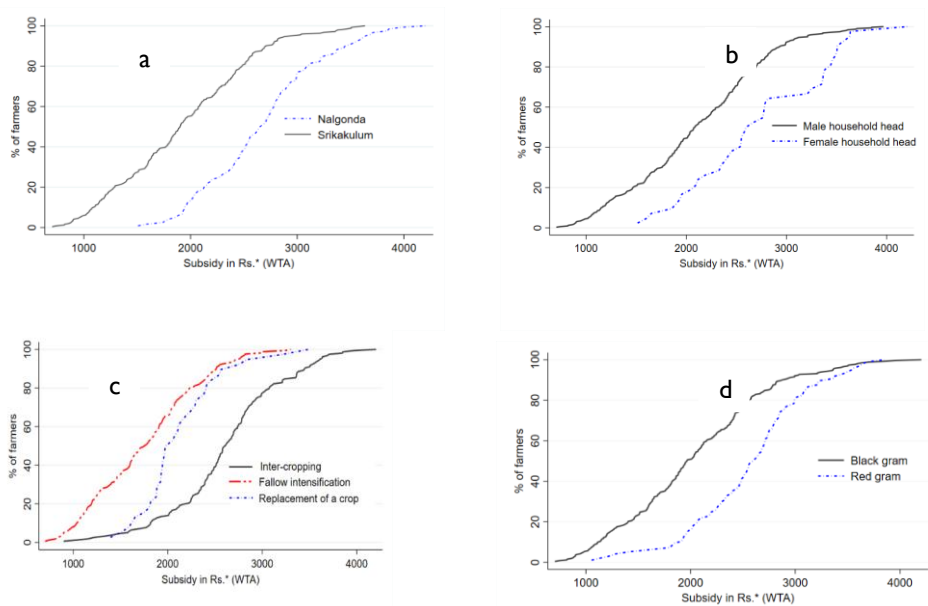 a
% of farmers
100
80
60
40
20
0
Nalgonda
Srikakulum
1000
2000
3000
4000
Subsidy in Rs.* (WTA)
b
% of farmers
100
80
60
40
20
0
Male household head
Female household head
1000
2000
3000
4000
Subsidy in Rs.* (WTA)
c
% of farmers
100
80
60
40
20
0
Inter-cropping
Fallow intensification
Replacement of a crop
1000
2000
3000
4000
Subsidy in Rs.* (WTA)
d
% of farmers
100
80
60
40
20
0
Black gram
Red gram
1000
2000
3000
4000
Subsidy in Rs.* (WTA)